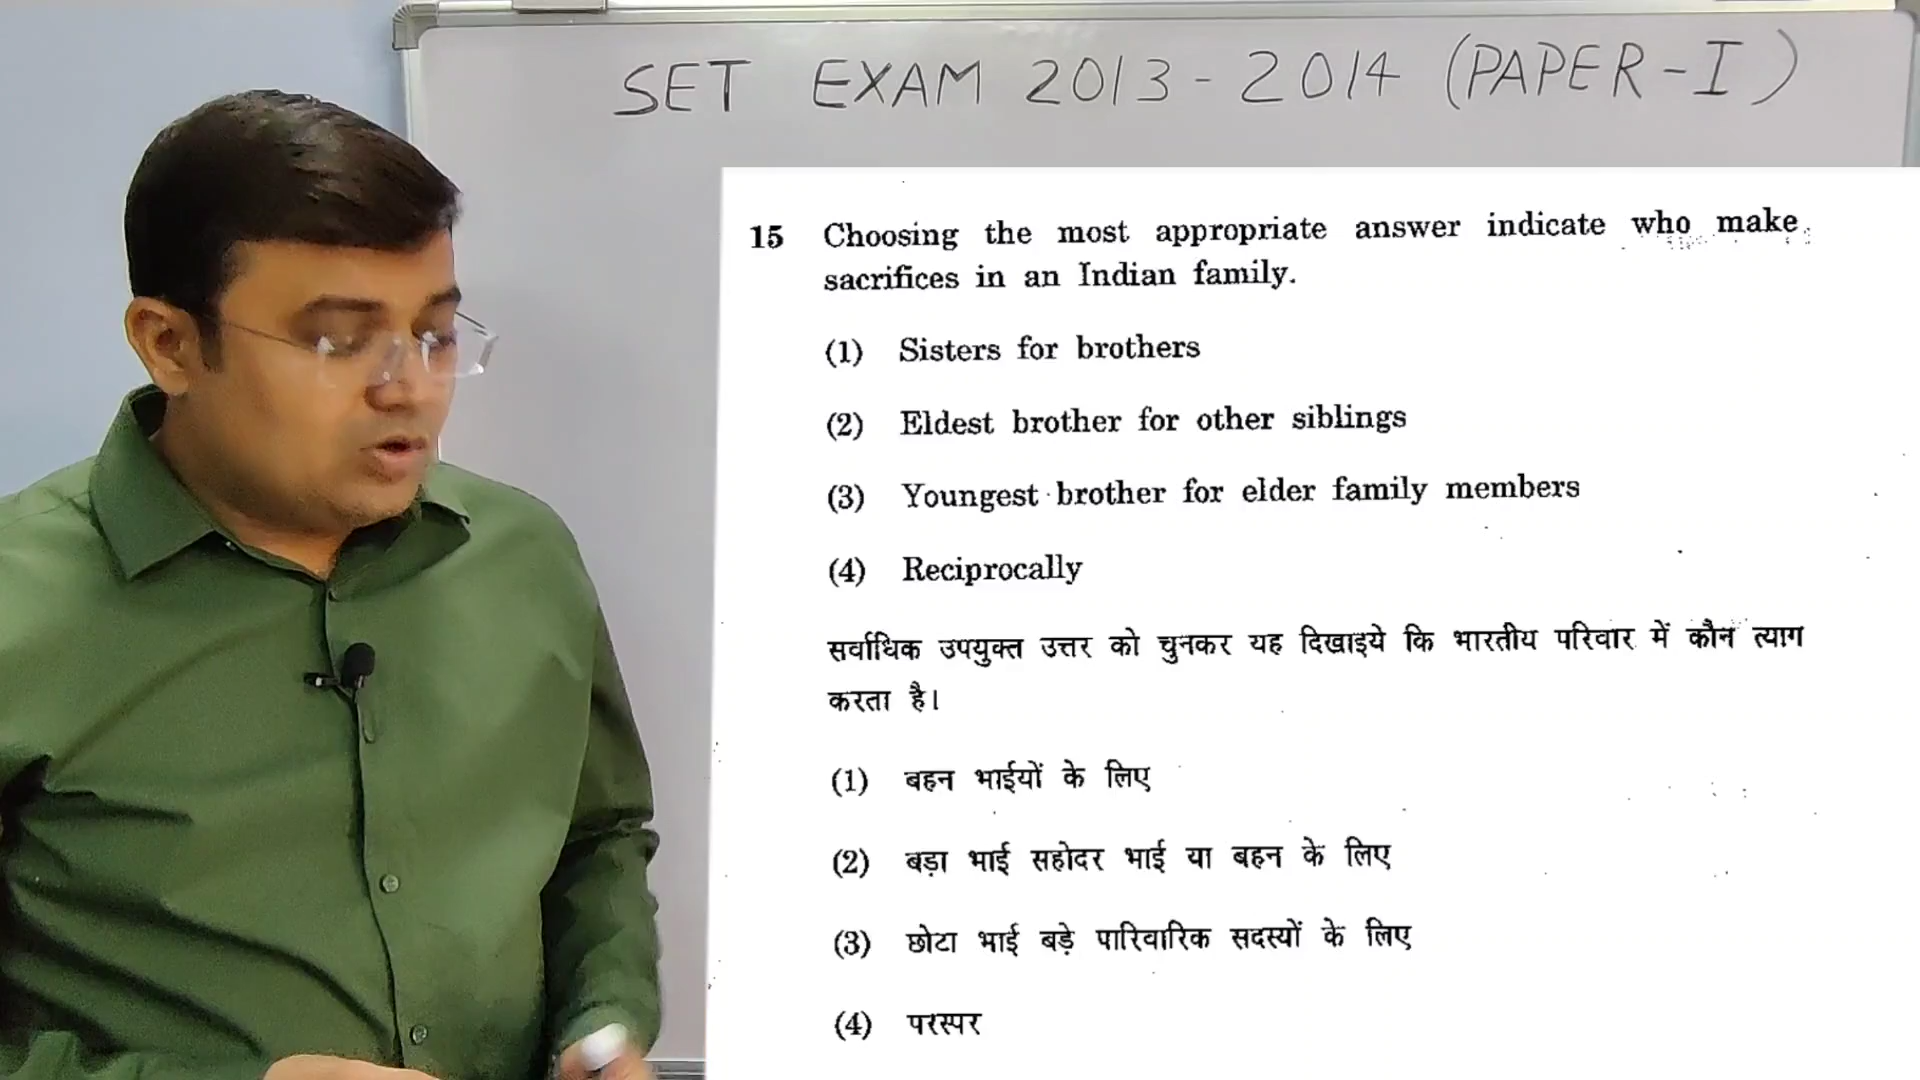 SET EXAM 2013-2014 (PAPER-I)
15 Choosing the most appropriate answer indicate who make
sacrifices in an Indian family.
(1) Sisters for brothers
(2) Eldest brother for other siblings
(3) Youngest brother for elder family members
(4) Reciprocally
सर्वाधिक उपयुक्त उत्तर को चुनकर यह दिखाइये कि भारतीय परिवार में कौन त्याग
करता है।
(1) बहन भाईयों के लिए
(2) बड़ा भाई सहोदर भाई या बहन के लिए
(3) छोटा भाई बड़े पारिवारिक सदस्यों के लिए
(4) परस्पर